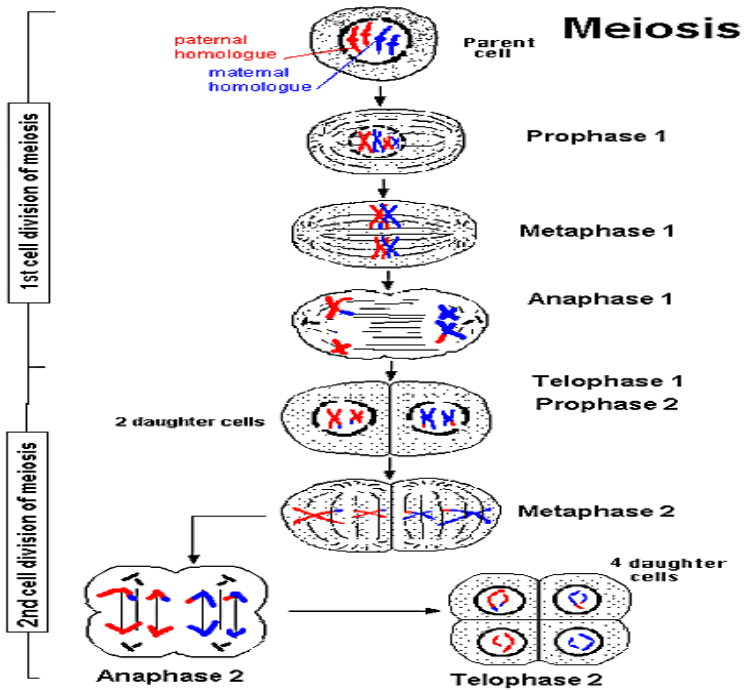 Meiosis
paternal
homologue
maternal
homologue
Parent
cell
1st cell division of meiosis
Prophase 1
Metaphase 1
Anaphase 1
Telophase 1
Prophase 2
2 daughter cells
2nd cell division of meiosis
Metaphase 2
4 daughter
cells
Anaphase 2
Telophase 2